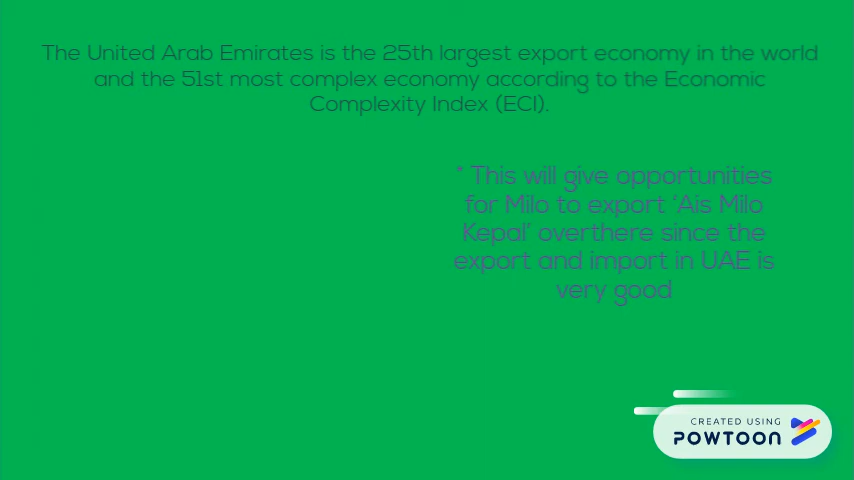 The United Arab Emirates is the 25th largest export economy in the world
and the 51st most complex economy according to the Economic
Complexity Index (ECI).
* This will give opportunities
for Milo to export 'Ais Milo
Kepal' overthere since the
export and import in UAE is
very good
CREATED USING
POWTOON